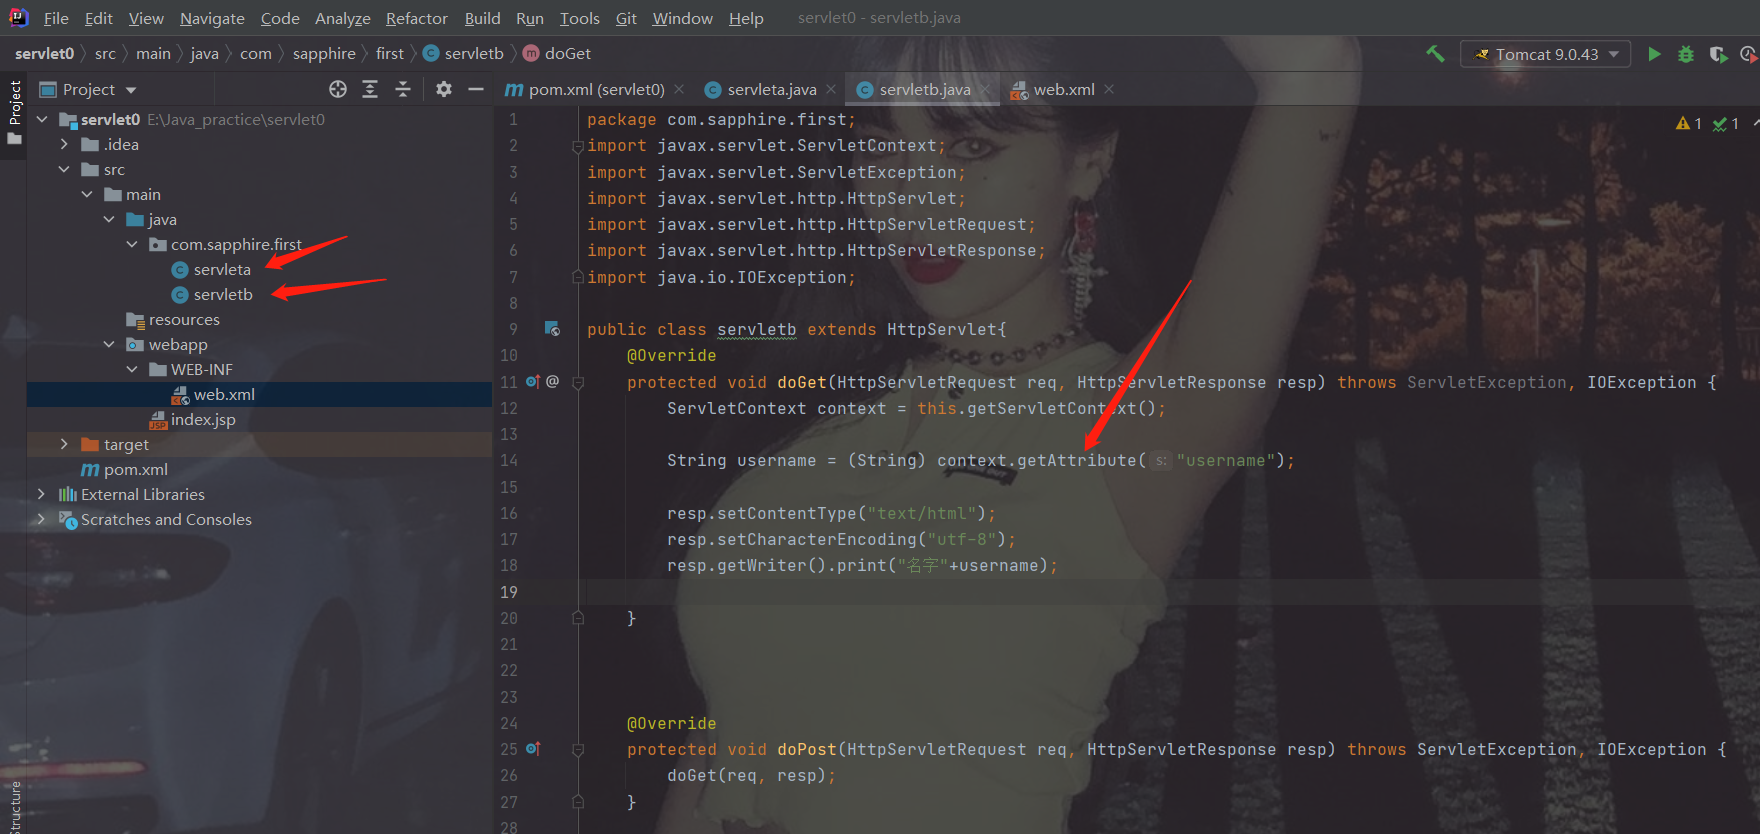 File Edit View Navigate Code Analyze Refactor Build Run Tools Git Window Help servlet0 - servletb.java
servlet0 src main java com sapphire first servletb doGet Tomcat 9.0.43
Project
Project
pom.xml (servlet0) servleta.java servletb.java web.xml
servlet0 E:\Java_practice\servlet0
.idea
src
main
java
com.sapphire.first
servleta
servletb
resources
webapp
WEB-INF
web.xml
index.jsp
target
pom.xml
External Libraries
Scratches and Consoles
Structure
1 package com.sapphire.first;
2 import javax.servlet.ServletContext;
3 import javax.servlet.ServletException;
4 import javax.servlet.http.HttpServlet;
5 import javax.servlet.http.HttpServletRequest;
6 import javax.servlet.http.HttpServletResponse;
7 import java.io.IOException;
8
9 public class servletb extends HttpServlet{
10 @Override
11 protected void doGet(HttpServletRequest req, HttpServletResponse resp) throws ServletException, IOException {
12 ServletContext context = this.getServletContext();
13
14 String username = (String) context.getAttribute( s: "username");
15
16 resp.setContentType("text/html");
17 resp.setCharacterEncoding("utf-8");
18 resp.getWriter().print("名字"+username);
19
20 }
21
22
23
24 @Override
25 protected void doPost(HttpServletRequest req, HttpServletResponse resp) throws ServletException, IOException {
26 doGet(req, resp);
27 }
28
1 1